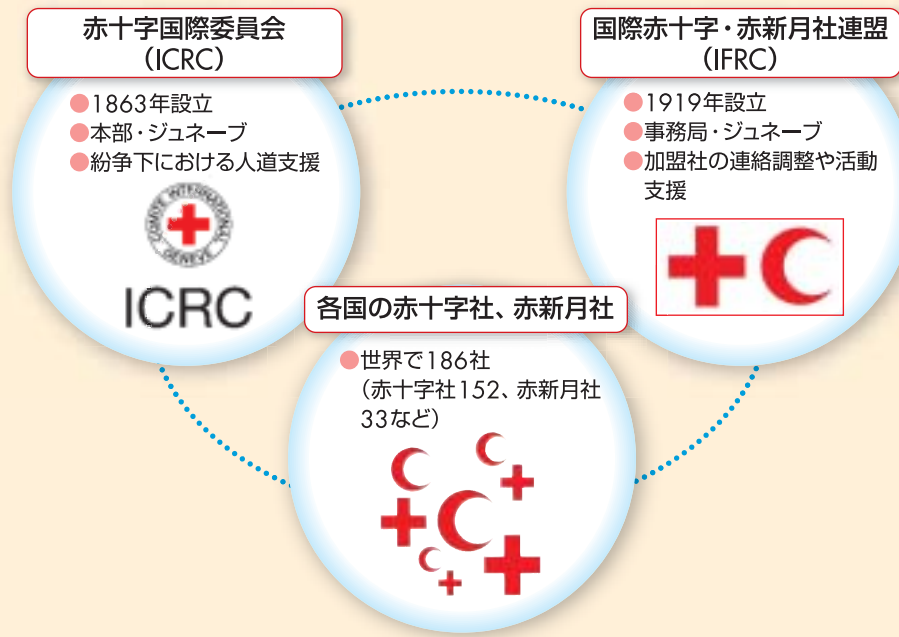 赤十字国際委員会
（ICRC）
●1863年設立
●本部・ジュネーブ
●紛争下における人道支援
COMITE INTERNATIONAL
GENEVE
ICRC
国際赤十字・赤新月社連盟
（IFRC）
●1919年設立
●事務局・ジュネーブ
●加盟社の連絡調整や活動
支援
各国の赤十字社、赤新月社
●世界で186社
（赤十字社152、赤新月社
33など）